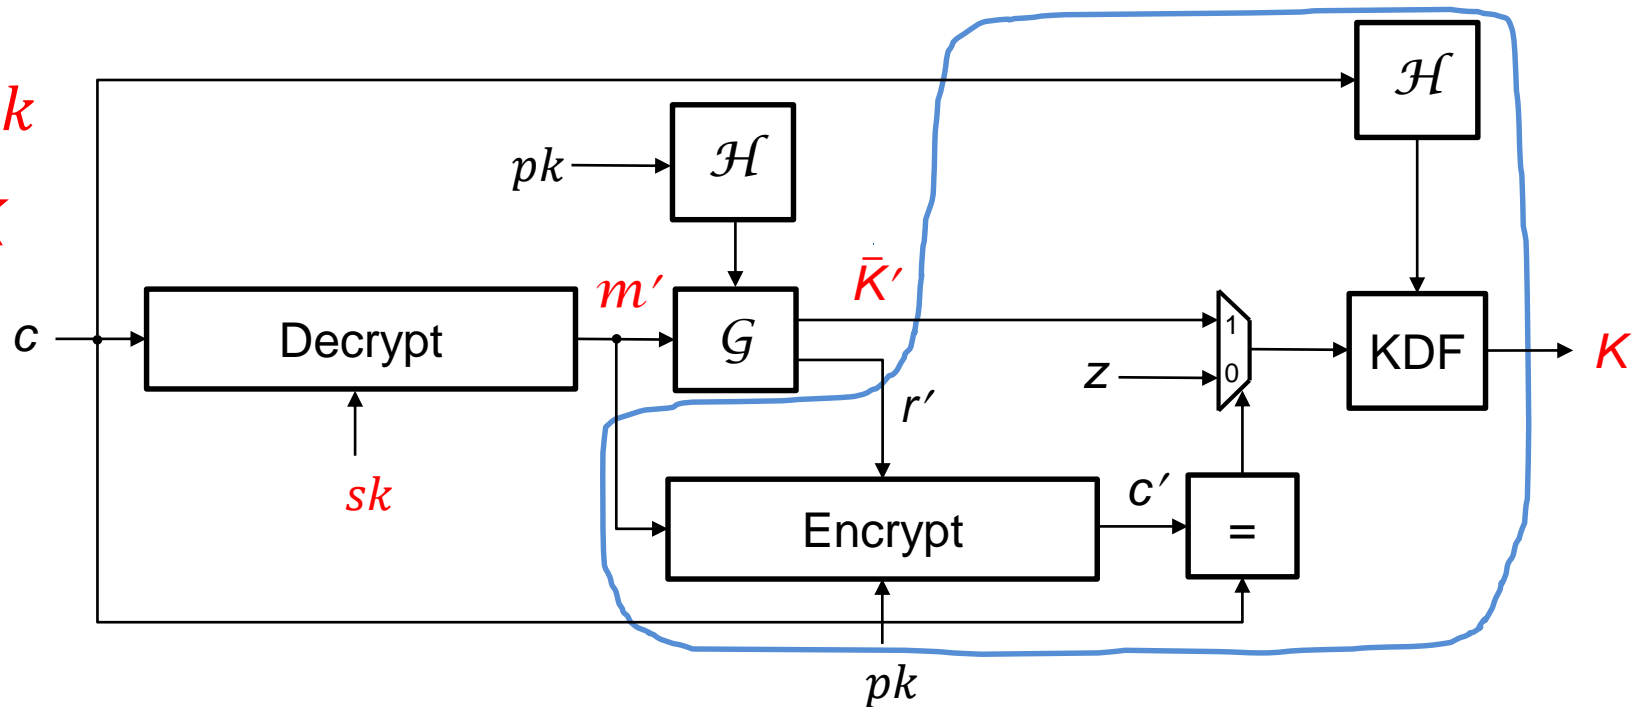 k
ℋ
ℋ
pk
m′
K̄′
c
Decrypt
𝒢
1
z
0
KDF
K
r′
sk
c′
Encrypt
=
pk